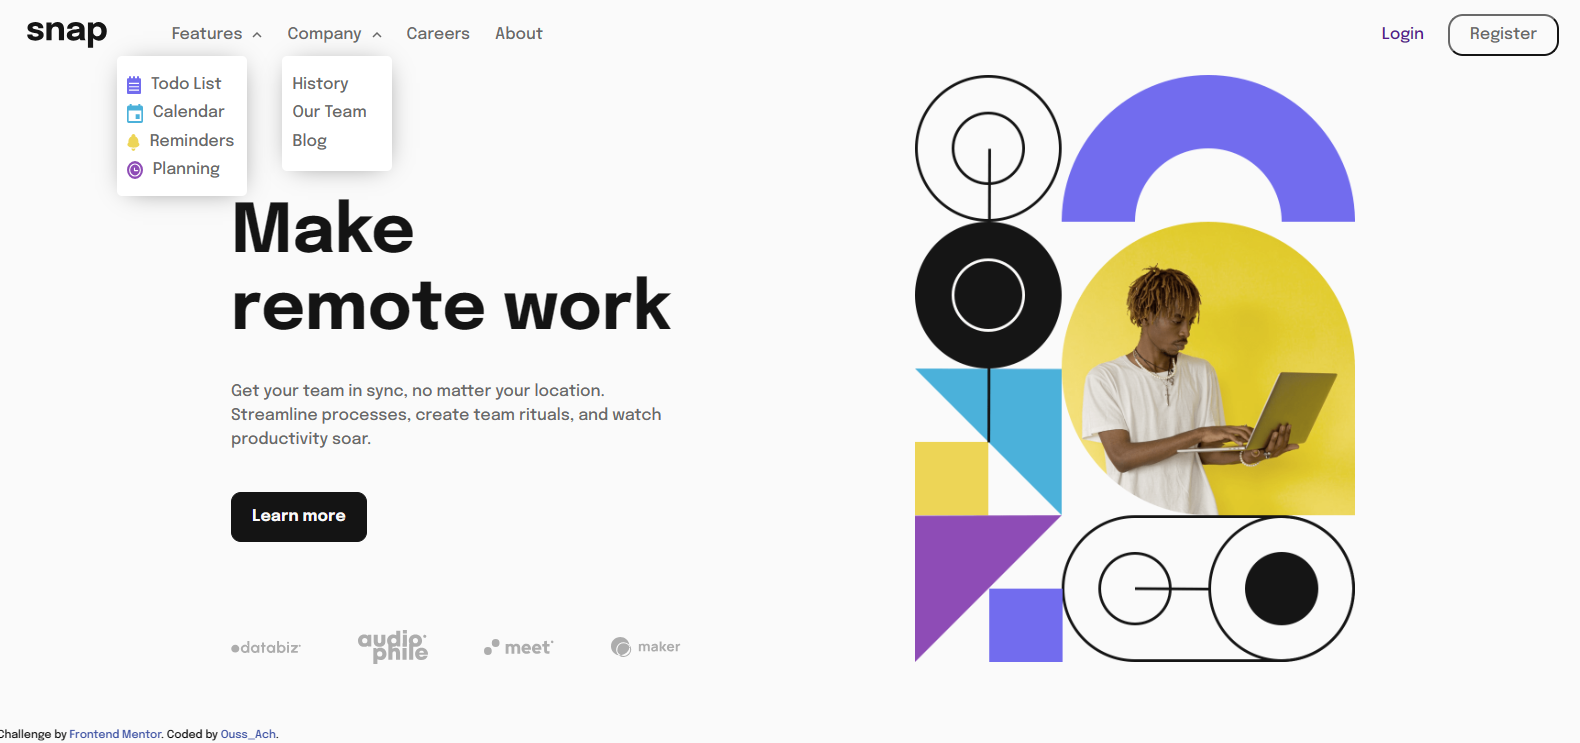 snap Features Company Careers About Login Register
Todo List
Calendar
Reminders
Planning
History
Our Team
Blog
Make
remote work
Get your team in sync, no matter your location.
Streamline processes, create team rituals, and watch
productivity soar.
Learn more
databiz audiophile meet maker
Challenge by Frontend Mentor. Coded by Ouss_Ach.